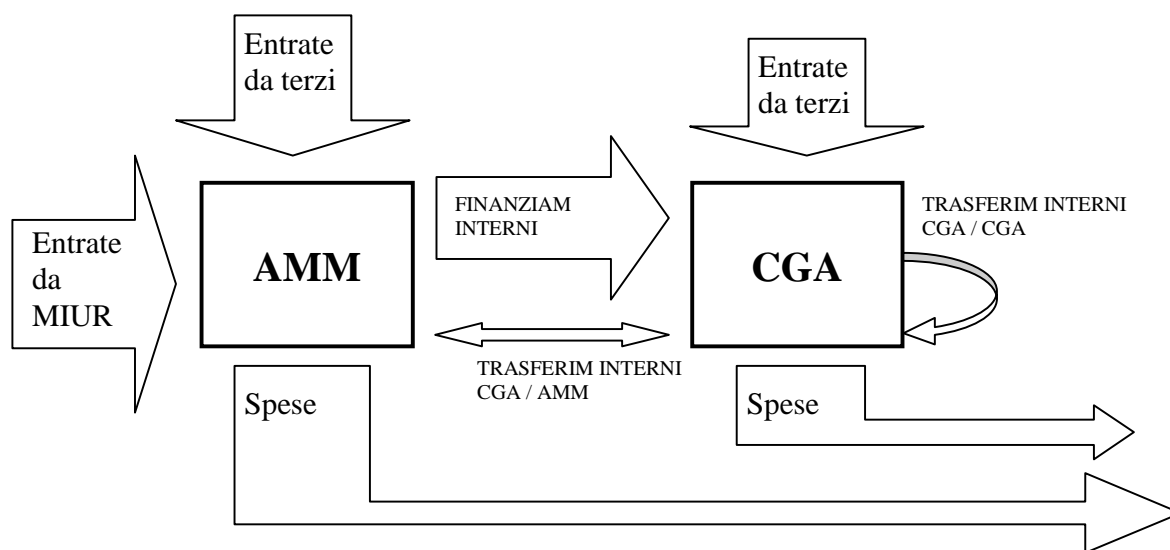 Entrate
da terzi
Entrate
da terzi
Entrate
da
MIUR
AMM
FINANZIAM
INTERNI
CGA
TRASFERIM INTERNI
CGA / CGA
TRASFERIM INTERNI
CGA / AMM
Spese
Spese